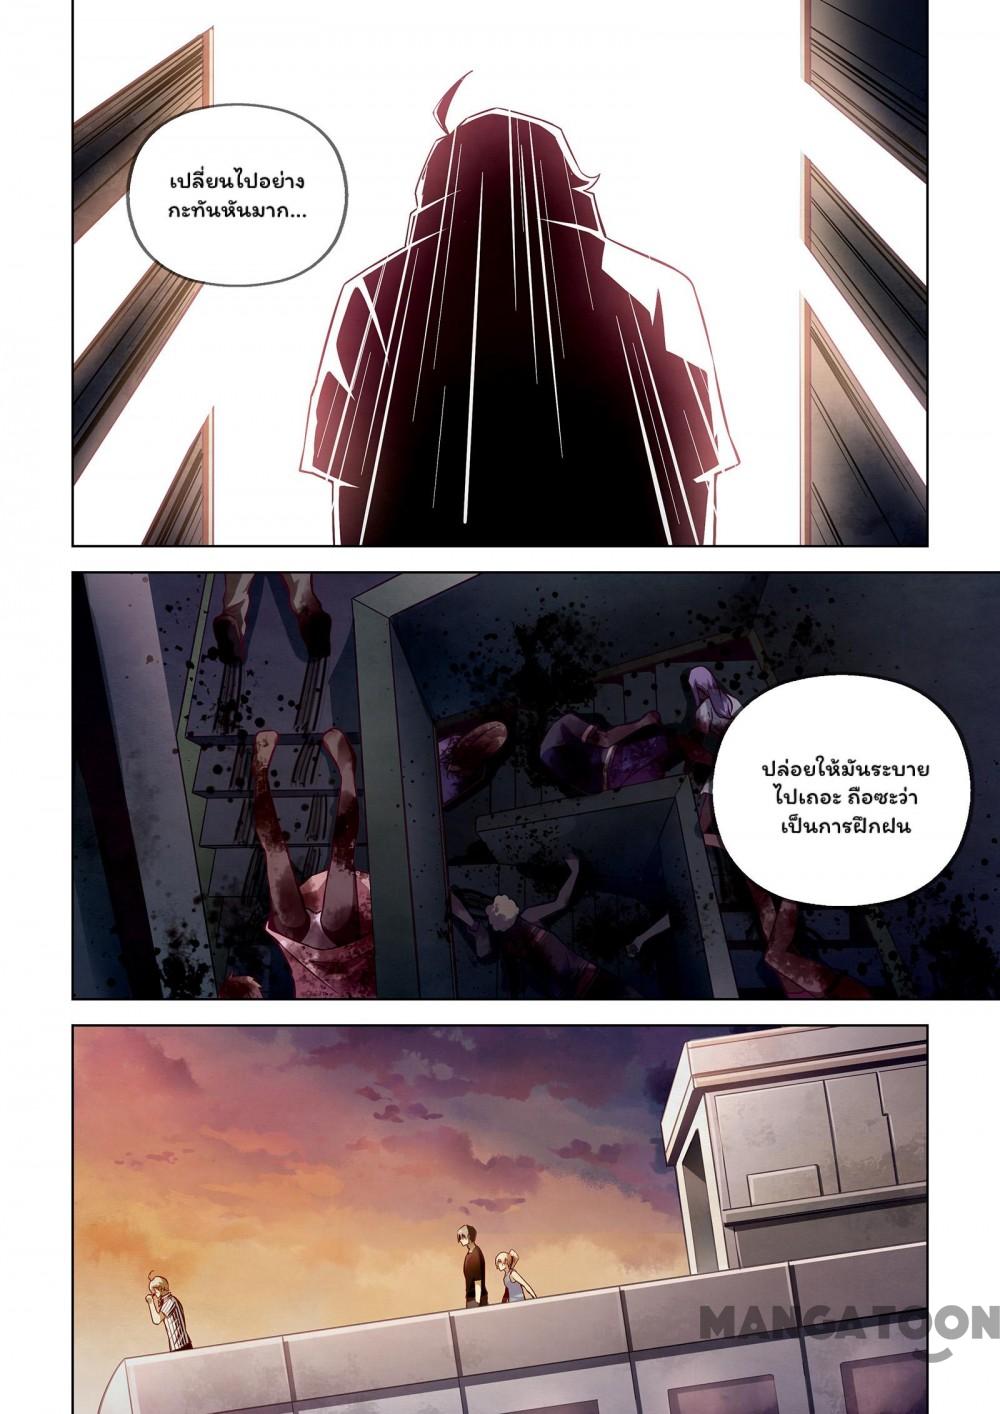 เปลี่ยนไปอย่าง
กะทันหันมาก...
ปล่อยให้มันระบาย
ไปเถอะ ถือซะว่า
เป็นการฝึกฝน
MANGATOON